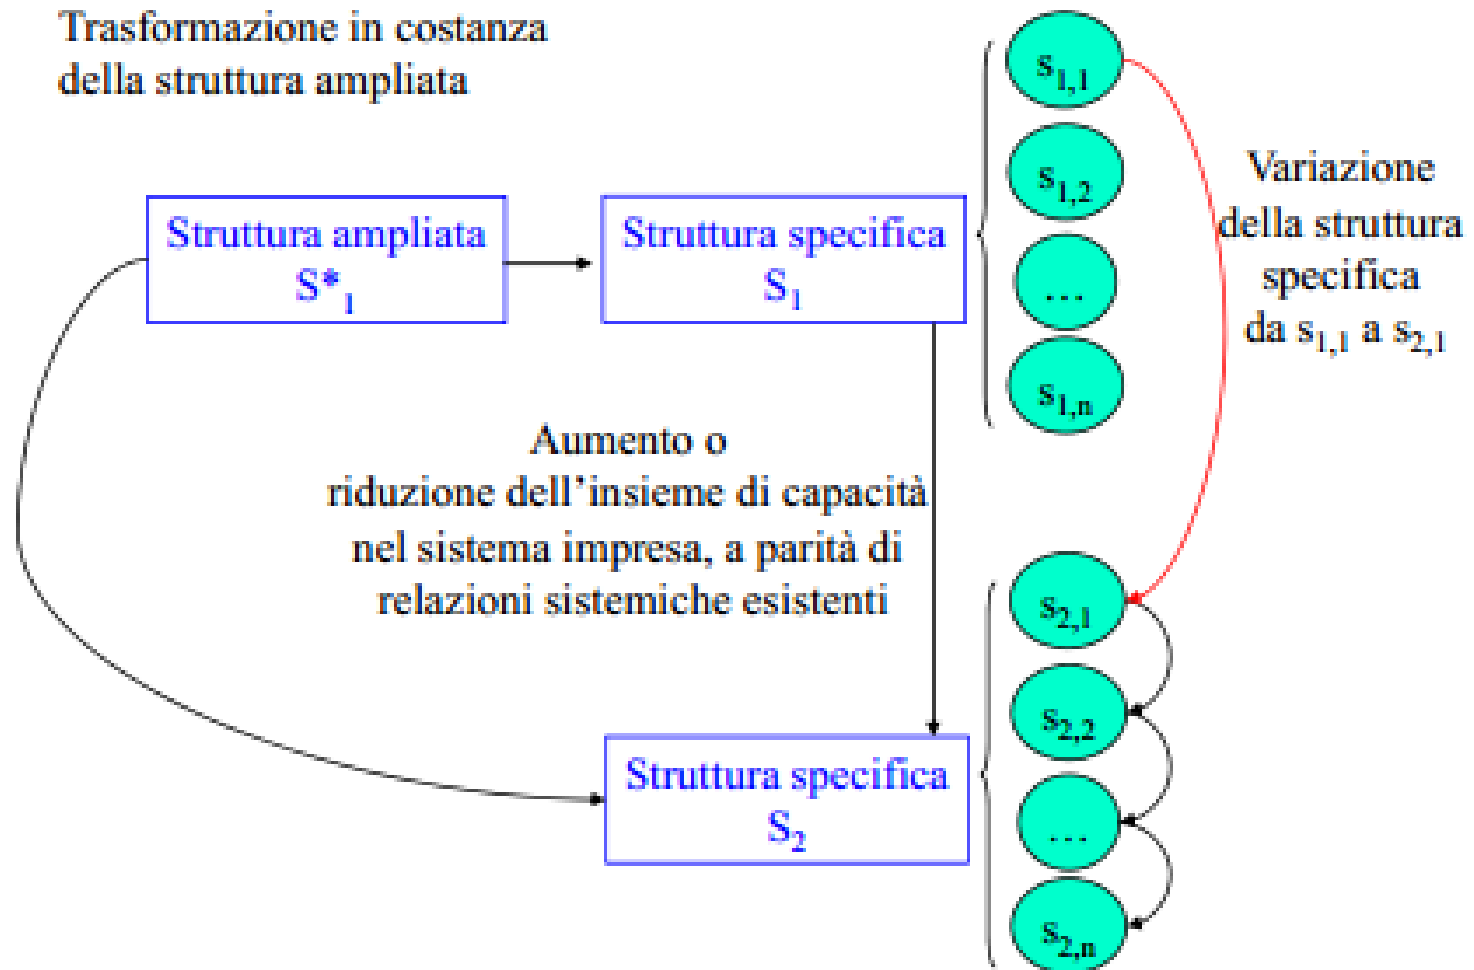 Trasformazione in costanza
della struttura ampliata
Struttura ampliata
S*1
Struttura specifica
S1
s1,1
s1,2
...
s1,n
Variazione
della struttura
specifica
da s1,1 a s2,1
Aumento o
riduzione dell’insieme di capacità
nel sistema impresa, a parità di
relazioni sistemiche esistenti
Struttura specifica
S2
s2,1
s2,2
...
s2,n